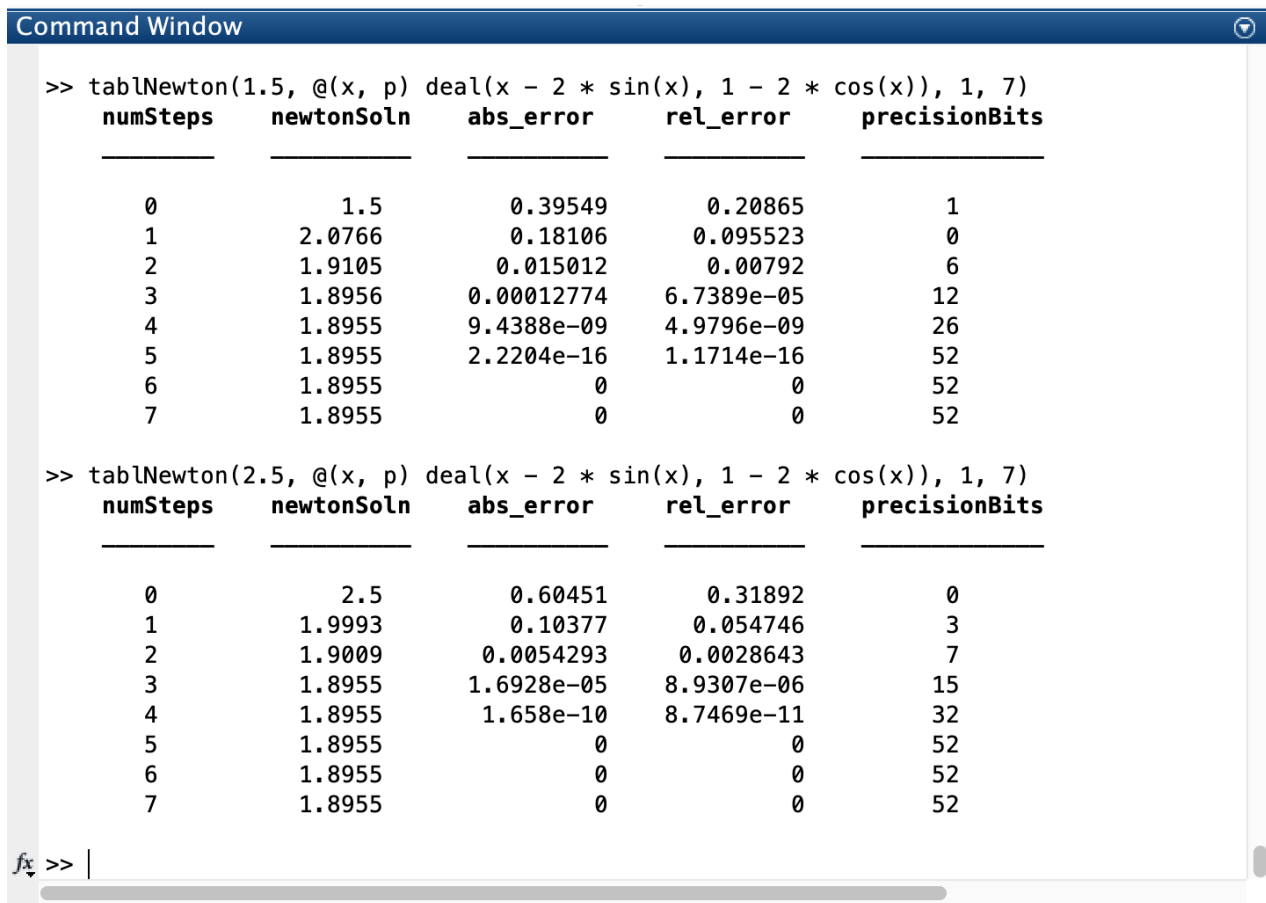 Command Window
>> tablNewton(1.5, @(x, p) deal(x - 2 * sin(x), 1 - 2 * cos(x)), 1, 7)
numSteps newtonSoln abs_error rel_error precisionBits
0 1.5 0.39549 0.20865 1
1 2.0766 0.18106 0.095523 0
2 1.9105 0.015012 0.00792 6
3 1.8956 0.00012774 6.7389e-05 12
4 1.8955 9.4388e-09 4.9796e-09 26
5 1.8955 2.2204e-16 1.1714e-16 52
6 1.8955 0 0 52
7 1.8955 0 0 52
>> tablNewton(2.5, @(x, p) deal(x - 2 * sin(x), 1 - 2 * cos(x)), 1, 7)
numSteps newtonSoln abs_error rel_error precisionBits
0 2.5 0.60451 0.31892 0
1 1.9993 0.10377 0.054746 3
2 1.9009 0.0054293 0.0028643 7
3 1.8955 1.6928e-05 8.9307e-06 15
4 1.8955 1.658e-10 8.7469e-11 32
5 1.8955 0 0 52
6 1.8955 0 0 52
7 1.8955 0 0 52
fx >>